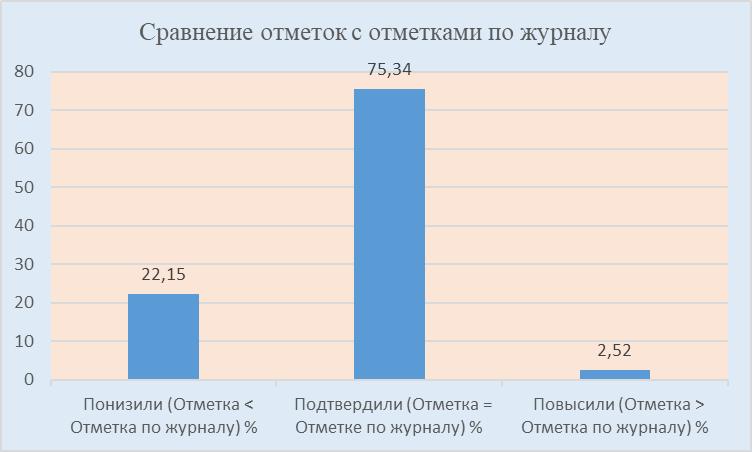 Сравнение отметок с отметками по журналу
80
70
60
50
40
30
20
10
0
22,15
75,34
2,52
Понизили (Отметка <
Отметка по журналу) %
Подтвердили (Отметка =
Отметке по журналу) %
Повысили (Отметка >
Отметка по журналу) %